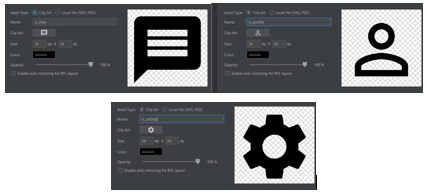 Asset Type: Clip Art Local file (SVG, PSD)
Name: ic_chat
Clip Art:
Size: 24 dp X 24 dp
Color:
Opacity: 100 %
Enable auto mirroring for RTL layout
Asset Type: Clip Art Local file (SVG, PSD)
Name: ic_profile
Clip Art:
Size: 24 dp X 24 dp
Color:
Opacity: 100 %
Enable auto mirroring for RTL layout
Asset Type: Clip Art Local file (SVG, PSD)
Name: ic_setting
Clip Art:
Size: 24 dp X 24 dp
Color:
Opacity: 100 %
Enable auto mirroring for RTL layout